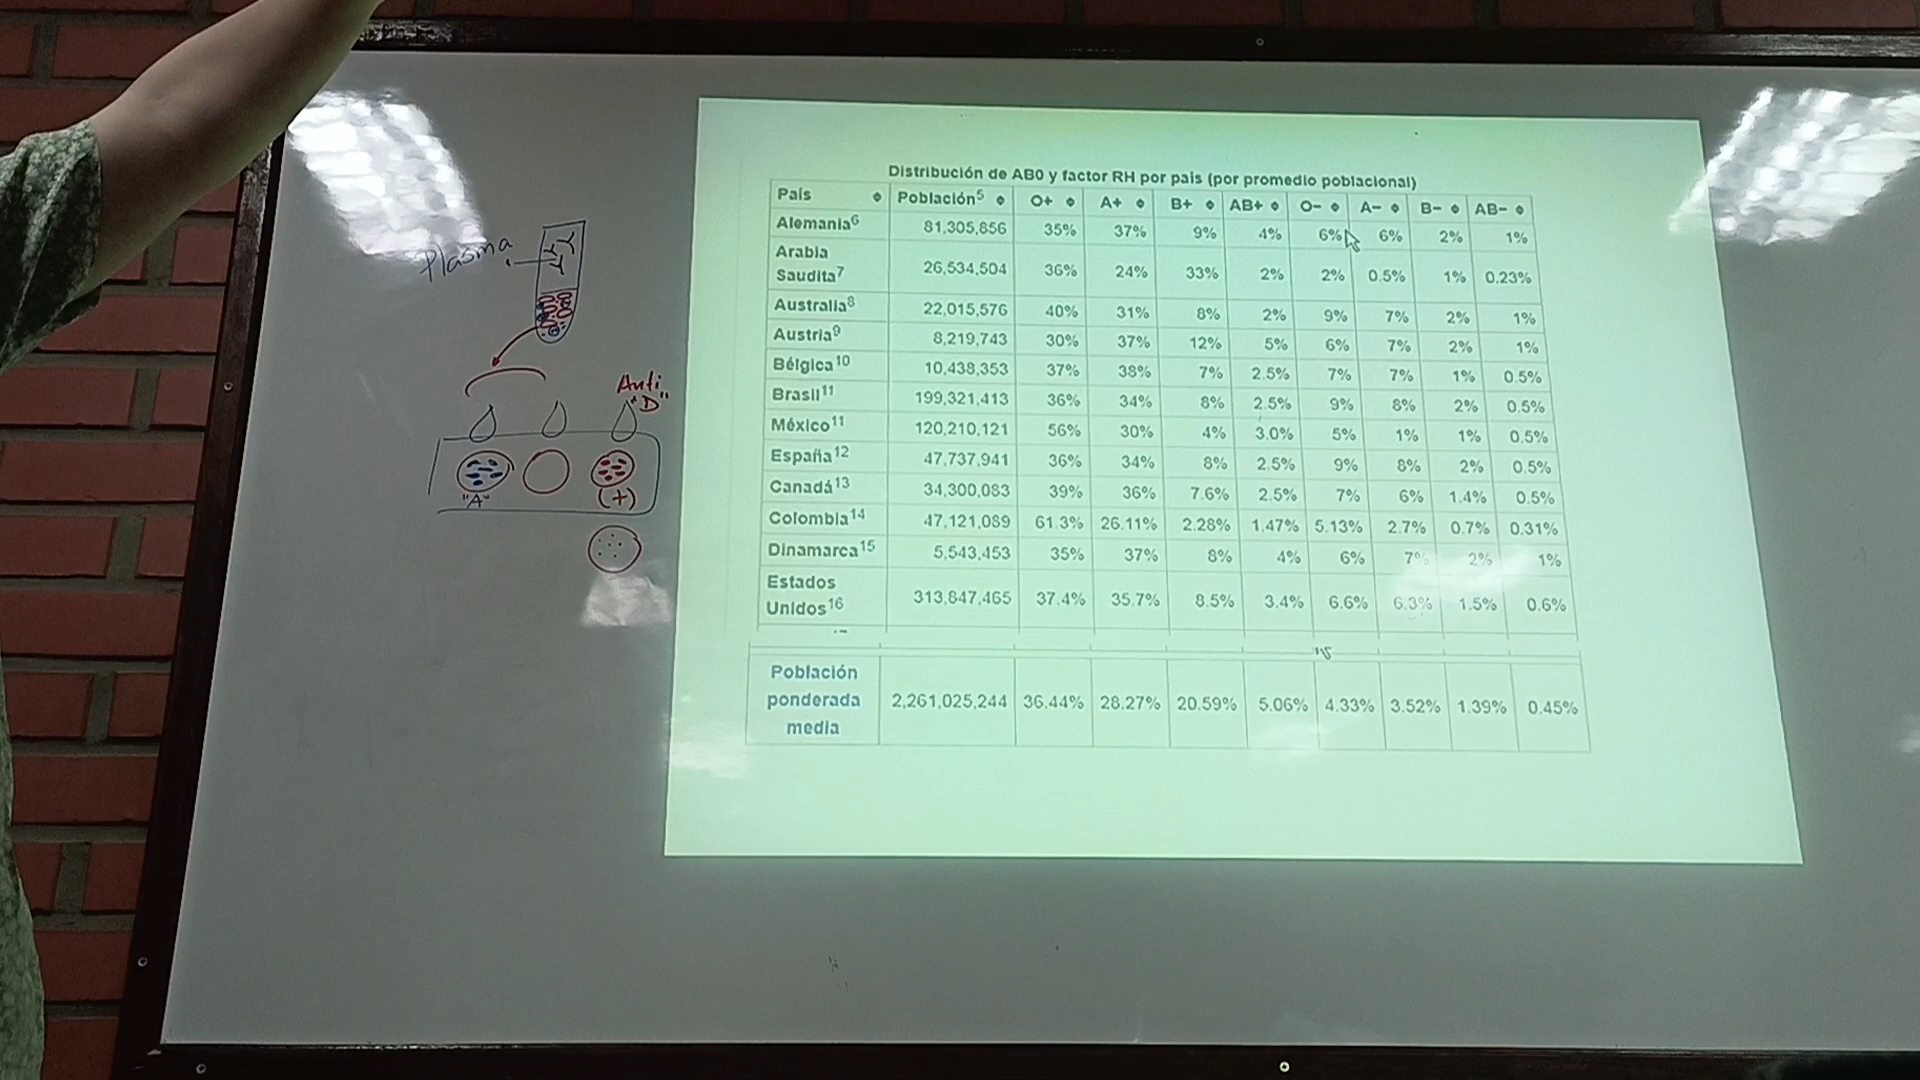 Plasma
Anti
"D"
"A"
(+)
Distribución de AB0 y factor RH por país (por promedio poblacional)
País Población5 O+ A+ B+ AB+ O− A− B− AB−
Alemania6 81,305,856 35% 37% 9% 4% 6% 6% 2% 1%
Arabia
Saudita7 26,534,504 36% 24% 33% 2% 2% 0.5% 1% 0.23%
Australia8 22,015,576 40% 31% 8% 2% 9% 7% 2% 1%
Austria9 8,219,743 30% 37% 12% 5% 6% 7% 2% 1%
Bélgica10 10,438,353 37% 38% 7% 2.5% 7% 7% 1% 0.5%
Brasil11 199,321,413 36% 34% 8% 2.5% 9% 8% 2% 0.5%
México11 120,210,121 56% 30% 4% 3.0% 5% 1% 1% 0.5%
España12 47,737,941 36% 34% 8% 2.5% 9% 8% 2% 0.5%
Canadá13 34,300,083 39% 36% 7.6% 2.5% 7% 6% 1.4% 0.5%
Colombia14 47,121,089 61.3% 26.11% 2.28% 1.47% 5.13% 2.7% 0.7% 0.31%
Dinamarca15 5,543,453 35% 37% 8% 4% 6% 7% 2% 1%
Estados
Unidos16 313,847,465 37.4% 35.7% 8.5% 3.4% 6.6% 6.3% 1.5% 0.6%
Población
ponderada
media 2,261,025,244 36.44% 28.27% 20.59% 5.06% 4.33% 3.52% 1.39% 0.45%